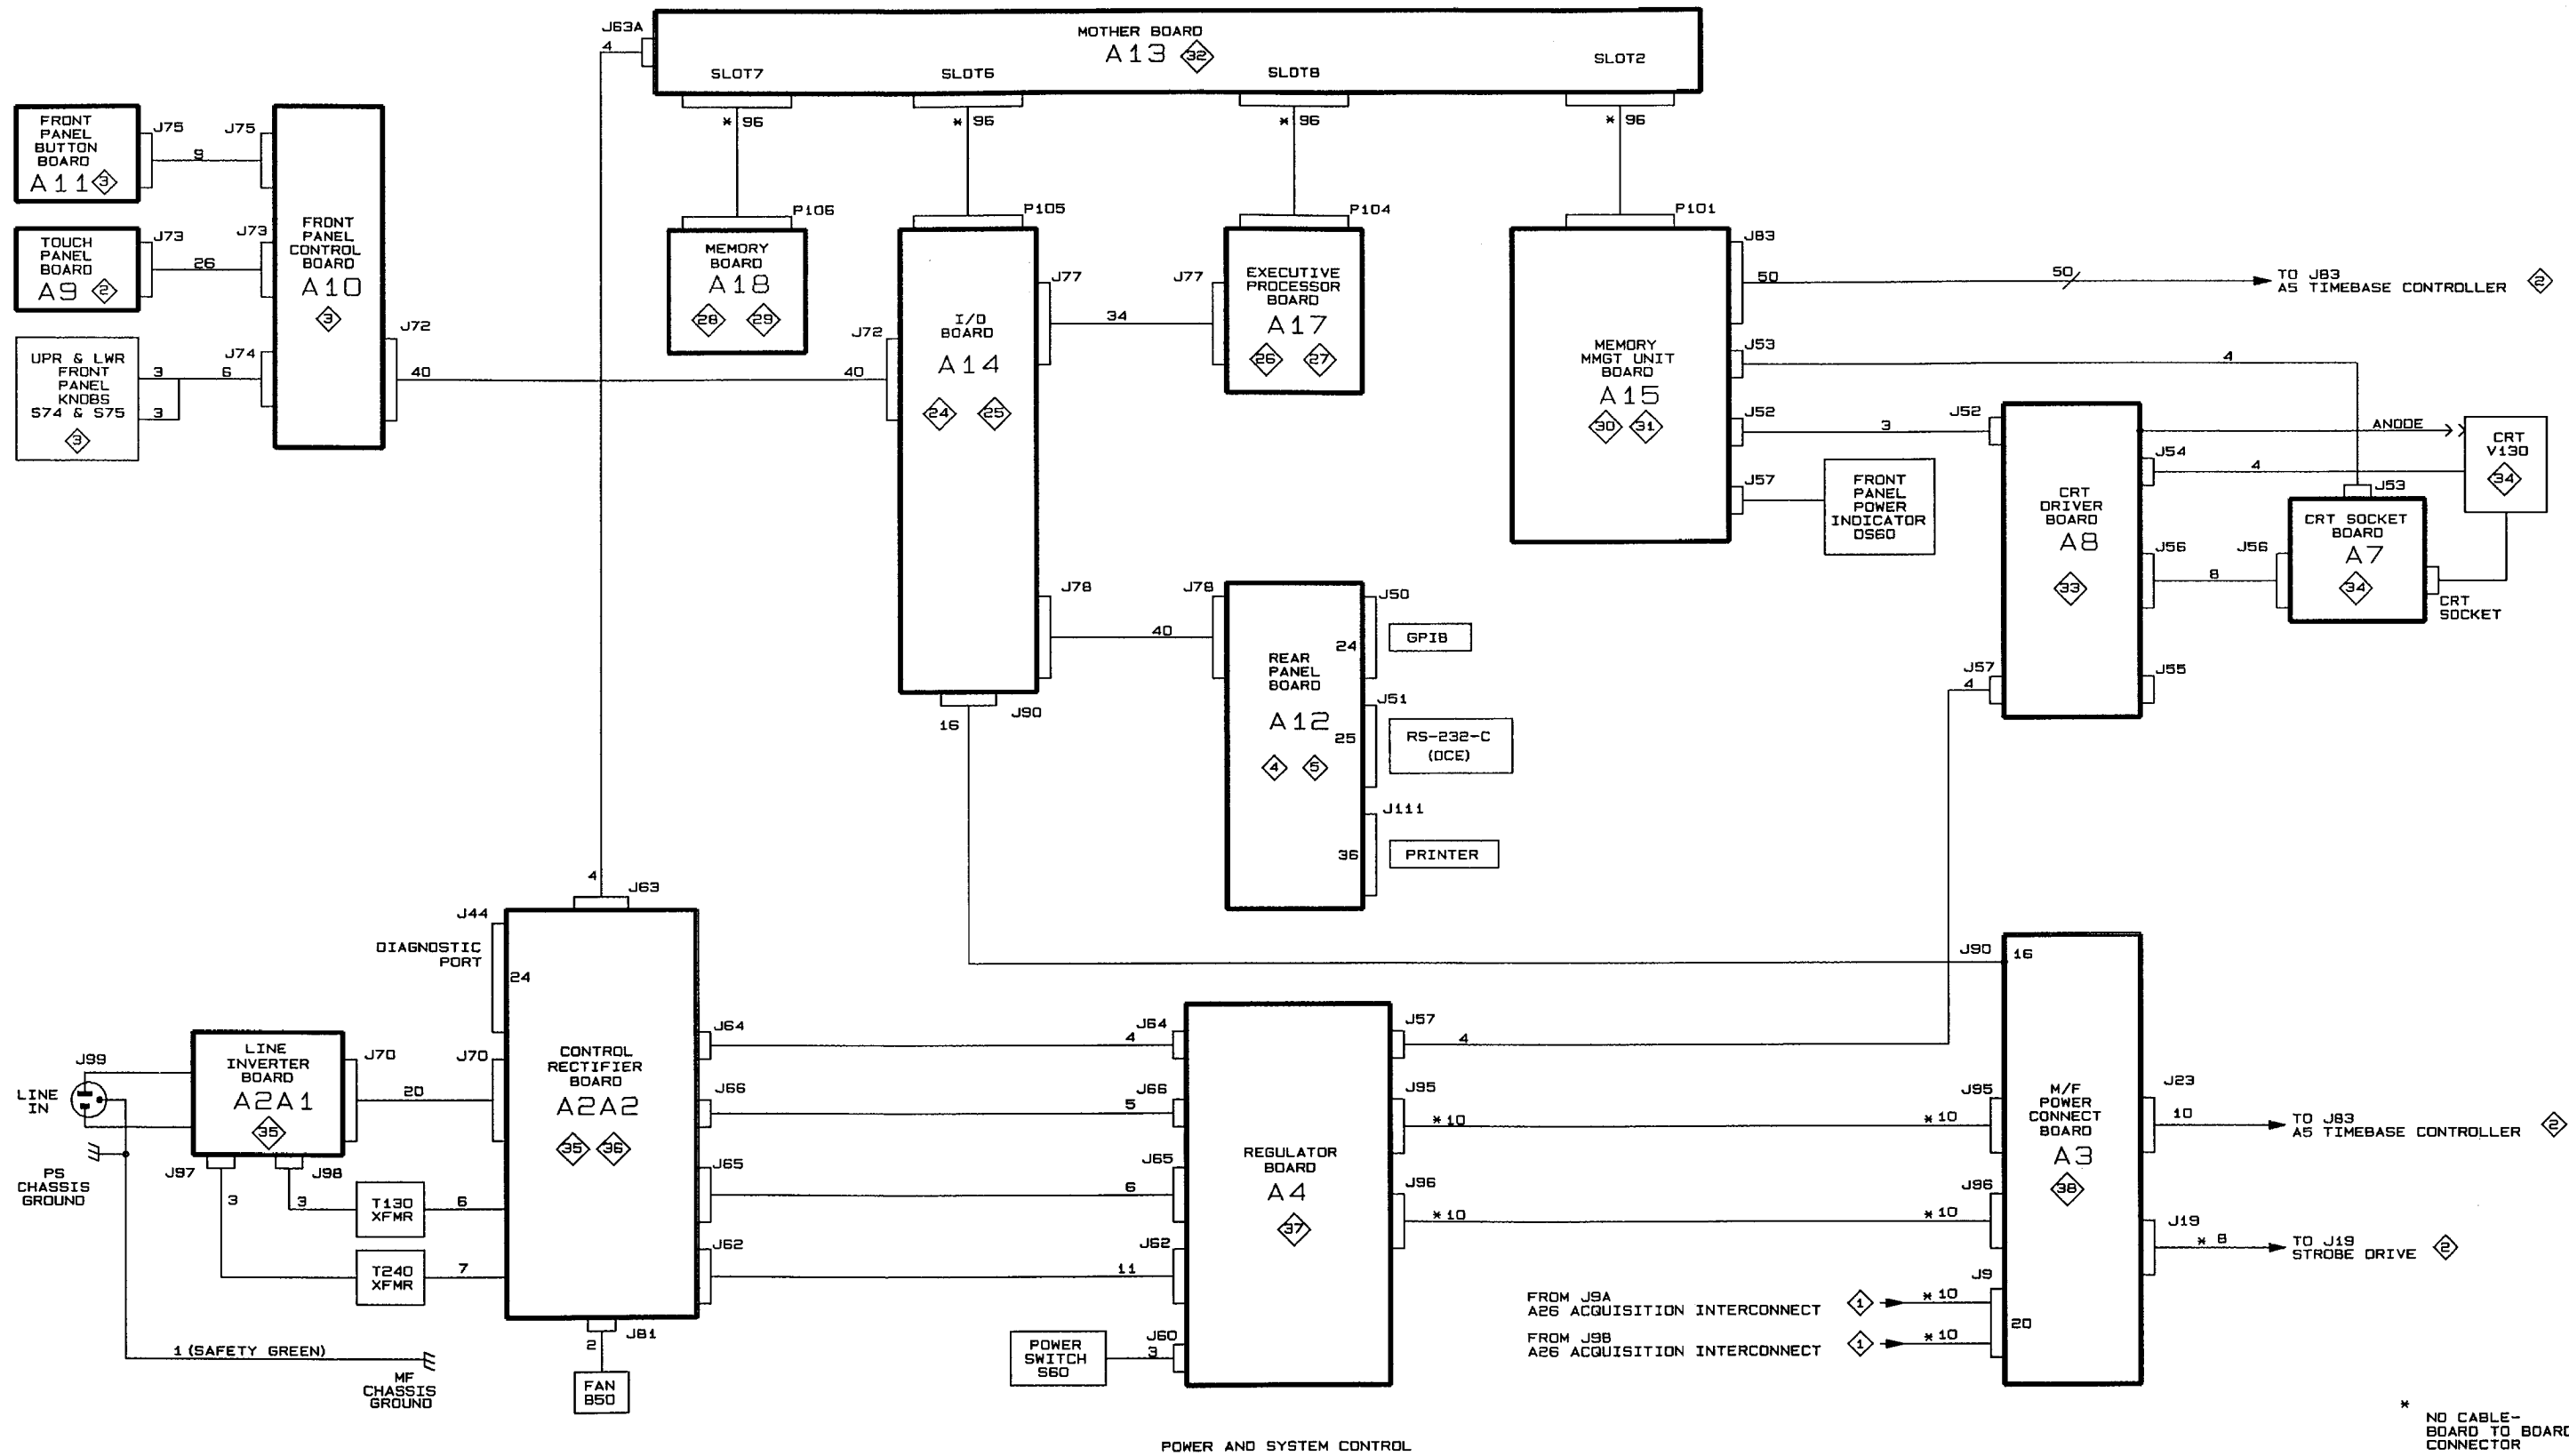 J63A
4
MOTHER BOARD
A13 32
SLOT7
SLOT6
SLOT8
SLOT2
* 96
* 96
* 96
* 96
FRONT
PANEL
BUTTON
BOARD
A11 3
J75
9
J75
TOUCH
PANEL
BOARD
A9 2
J73
26
J73
UPR & LWR
FRONT
PANEL
KNOBS
S74 & S75
3
3
3
6
J74
FRONT
PANEL
CONTROL
BOARD
A10
3
J72
40
40
J72
P106
MEMORY
BOARD
A18
28 29
P105
I/O
BOARD
A14
24 25
J77
34
J77
P104
EXECUTIVE
PROCESSOR
BOARD
A17
26 27
P101
MEMORY
MMGT UNIT
BOARD
A15
30 31
J83
50
50
TO J83
A5 TIMEBASE CONTROLLER 2
J53
4
J52
3
J52
J57
FRONT
PANEL
POWER
INDICATOR
DS60
CRT
DRIVER
BOARD
A8
33
ANODE
J54
4
CRT
V130
34
J53
CRT SOCKET
BOARD
A7
34
J56
8
J56
CRT
SOCKET
J57
4
J55
J78
40
J78
REAR
PANEL
BOARD
A12
4 5
J50
24
GPIB
J51
25
RS-232-C
(DCE)
J111
36
PRINTER
16
J90
J90
16
4
J63
J44
DIAGNOSTIC
PORT
24
CONTROL
RECTIFIER
BOARD
A2A2
35 36
LINE
INVERTER
BOARD
A2A1
35
J99
LINE
IN
J70
20
J70
PS
CHASSIS
GROUND
J97
J98
3
3
T130
XFMR
6
T240
XFMR
7
1 (SAFETY GREEN)
MF
CHASSIS
GROUND
J81
2
FAN
B50
J64
4
J64
J66
5
J66
J65
6
J65
J62
11
J62
REGULATOR
BOARD
A4
37
POWER
SWITCH
S60
3
J60
J57
4
J95
* 10
* 10
J95
J96
* 10
* 10
J96
M/F
POWER
CONNECT
BOARD
A3
38
J23
10
TO J83
A5 TIMEBASE CONTROLLER 2
J19
* 8
TO J19
STROBE DRIVE 2
J9
20
FROM J9A
A26 ACQUISITION INTERCONNECT 1 * 10
FROM J9B
A26 ACQUISITION INTERCONNECT 1 * 10
POWER AND SYSTEM CONTROL
*
NO CABLE-
BOARD TO BOARD
CONNECTOR